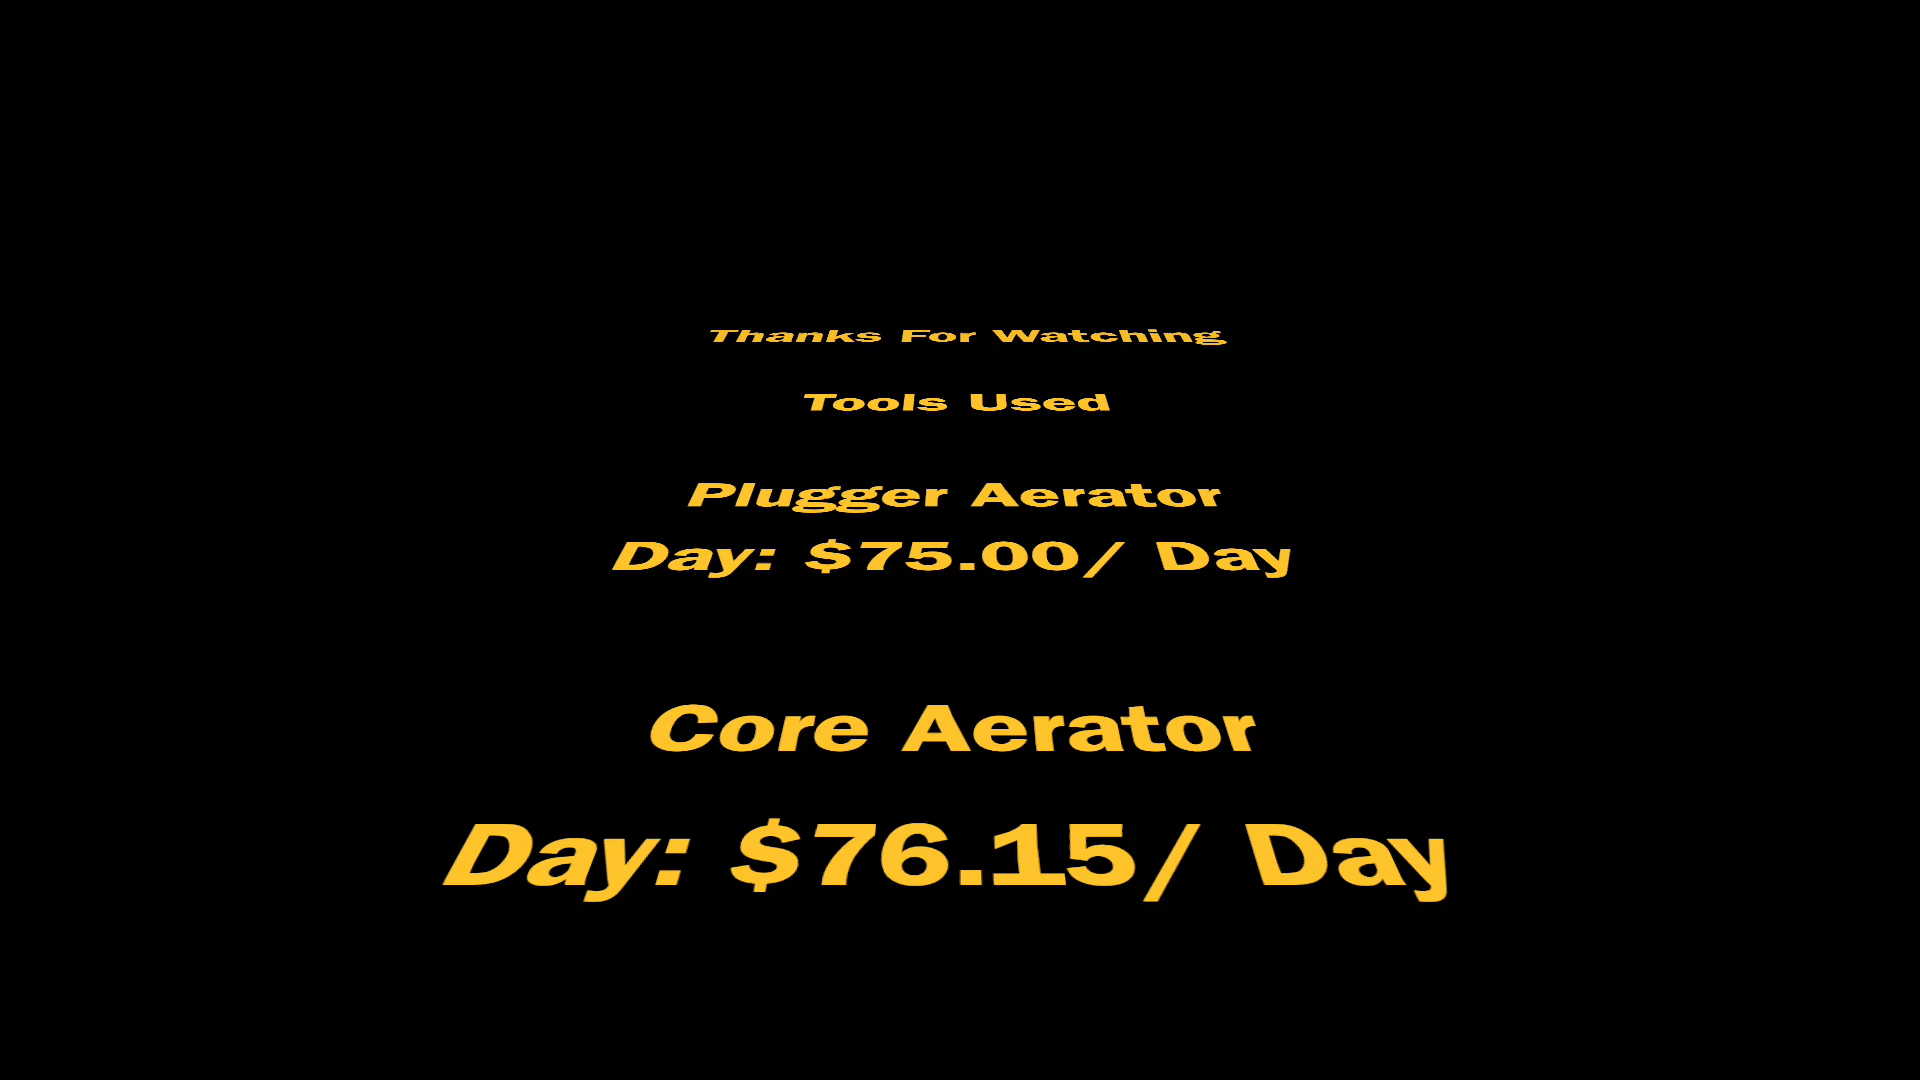 Thanks For Watching
Tools Used
Plugger Aerator
Day: $75.00/ Day
Core Aerator
Day: $76.15/ Day